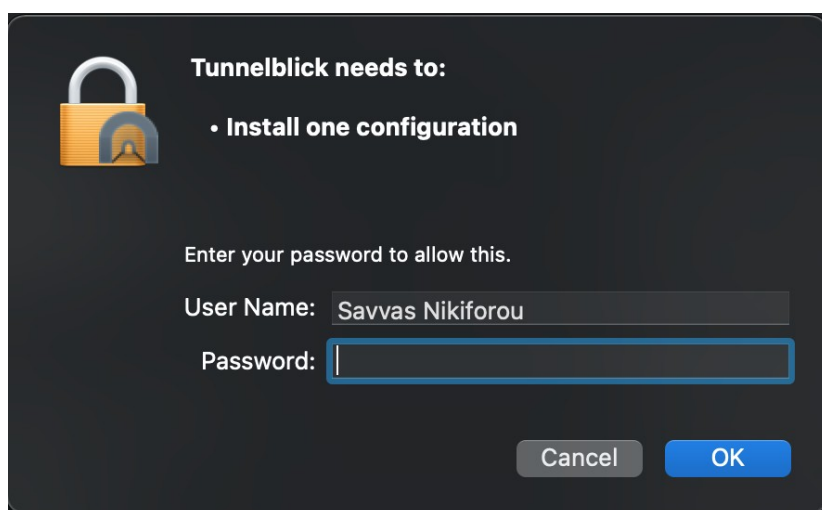 Tunnelblick needs to:
• Install one configuration
Enter your password to allow this.
User Name: Savvas Nikiforou
Password:
Cancel OK